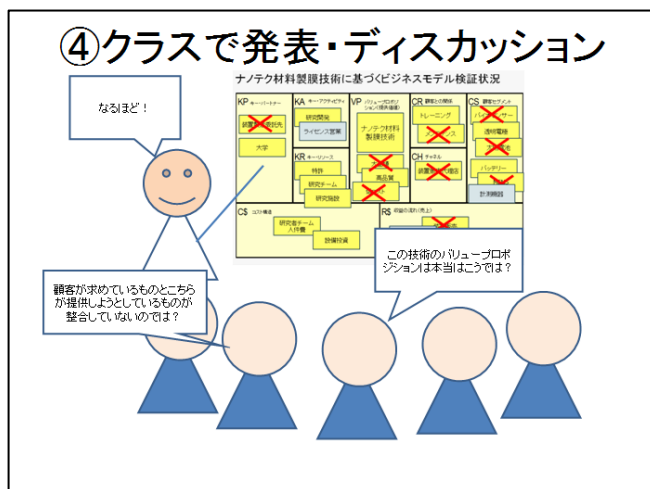 ④クラスで発表・ディスカッション
ナノテク材料製膜技術に基づくビジネスモデル検証状況
なるほど！
KP キー・パートナー
大学
KA キー・アクティビティ
研究開発
ライセンス営業
KR キー・リソース
特許
研究チーム
研究施設
VP バリュープロポジ
ション(提供価値)
ナノテク材料
製膜技術
高品質
CR 顧客との関係
トレーニング
CH チャネル
CS 顧客セグメント
透明電極
バッテリー
計測機器
C$ コスト構造
研究者チーム
人件費
設備投資
R$ 収益の流れ(売上)
顧客が求めているものとこちら
が提供しようとしているものが
整合していないのでは？
この技術のバリュープロポ
ジションは本当はこうでは？